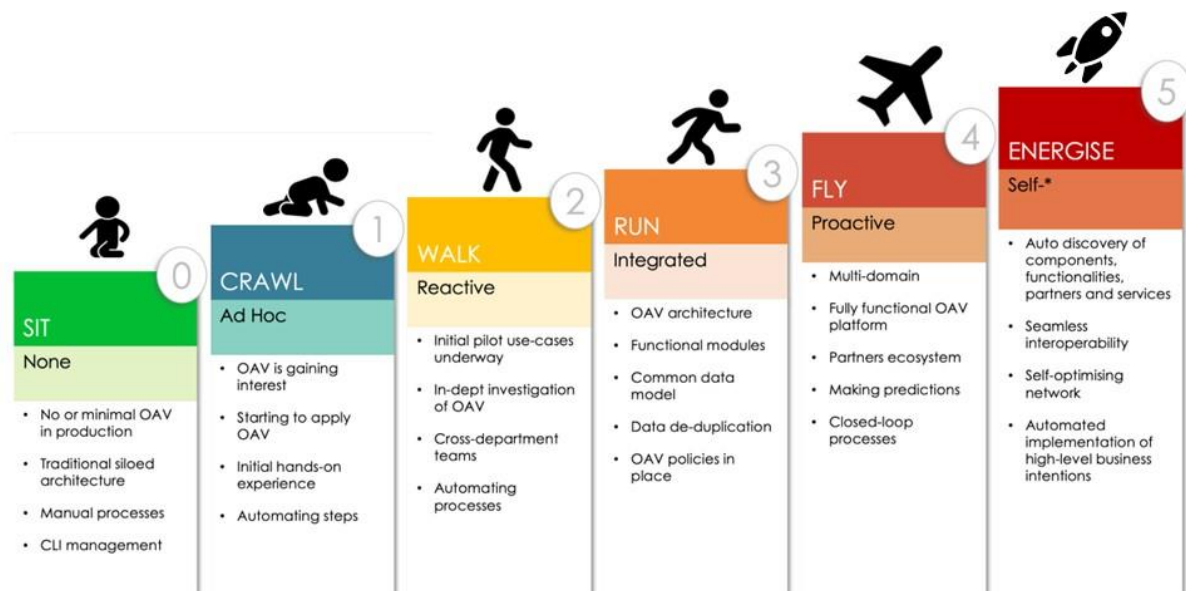 0
SIT
None
• No or minimal OAV
in production
• Traditional siloed
architecture
• Manual processes
• CLI management
1
CRAWL
Ad Hoc
• OAV is gaining
interest
• Starting to apply
OAV
• Initial hands-on
experience
• Automating steps
2
WALK
Reactive
• Initial pilot use-cases
underway
• In-dept investigation
of OAV
• Cross-department
teams
• Automating
processes
3
RUN
Integrated
• OAV architecture
• Functional modules
• Common data
model
• Data de-duplication
• OAV policies in
place
4
FLY
Proactive
• Multi-domain
• Fully functional OAV
platform
• Partners ecosystem
• Making predictions
• Closed-loop
processes
5
ENERGISE
Self-*
• Auto discovery of
components,
functionalities,
partners and services
• Seamless
interoperability
• Self-optimising
network
• Automated
implementation of
high-level business
intentions